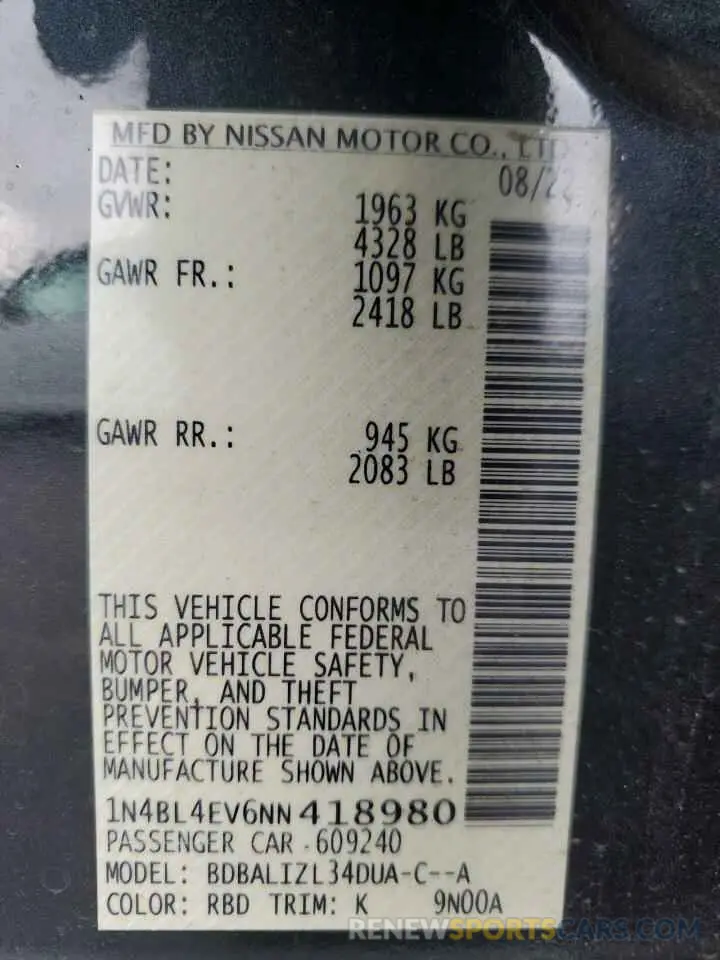 MFD BY NISSAN MOTOR CO., LTD
DATE: 08/22
GVWR: 1963 KG
4328 LB
GAWR FR.: 1097 KG
2418 LB
GAWR RR.: 945 KG
2083 LB
THIS VEHICLE CONFORMS TO
ALL APPLICABLE FEDERAL
MOTOR VEHICLE SAFETY,
BUMPER, AND THEFT
PREVENTION STANDARDS IN
EFFECT ON THE DATE OF
MANUFACTURE SHOWN ABOVE.
1N4BL4EV6NN418980
PASSENGER CAR 609240
MODEL: BDBALIZL34DUA-C--A
COLOR: RBD TRIM: K 9N00A
RENEWSPORTSCARS.COM